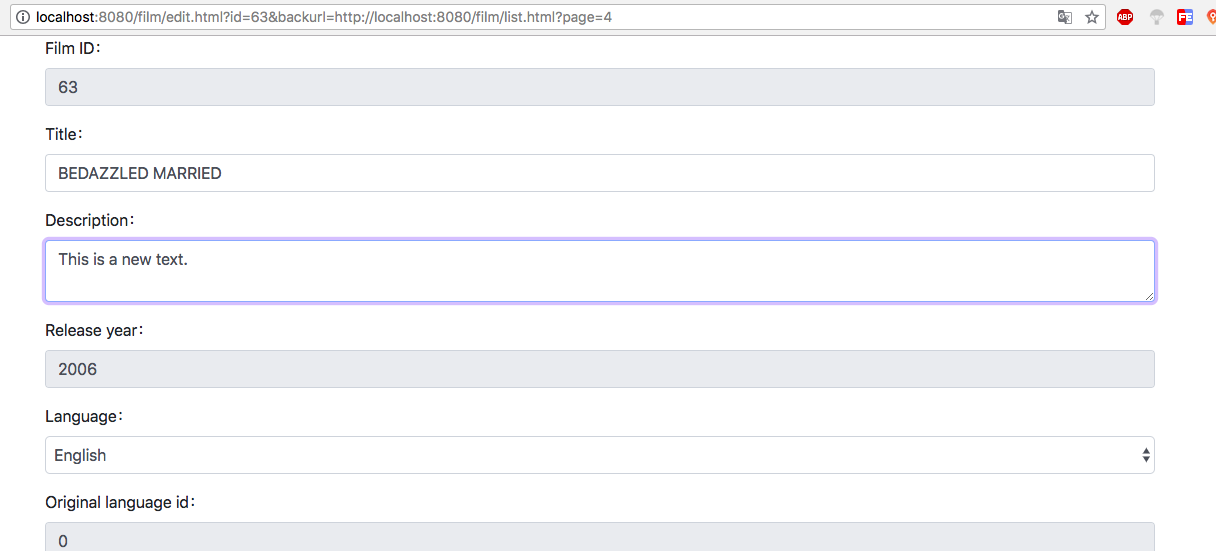 localhost:8080/film/edit.html?id=63&backurl=http://localhost:8080/film/list.html?page=4
ABP
FE
Film ID:
63
Title:
BEDAZZLED MARRIED
Description:
This is a new text.
Release year:
2006
Language:
English
Original language id:
0